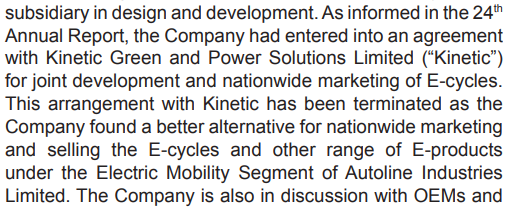 subsidiary in design and development. As informed in the 24th
Annual Report, the Company had entered into an agreement
with Kinetic Green and Power Solutions Limited (“Kinetic”)
for joint development and nationwide marketing of E-cycles.
This arrangement with Kinetic has been terminated as the
Company found a better alternative for nationwide marketing
and selling the E-cycles and other range of E-products
under the Electric Mobility Segment of Autoline Industries
Limited. The Company is also in discussion with OEMs and